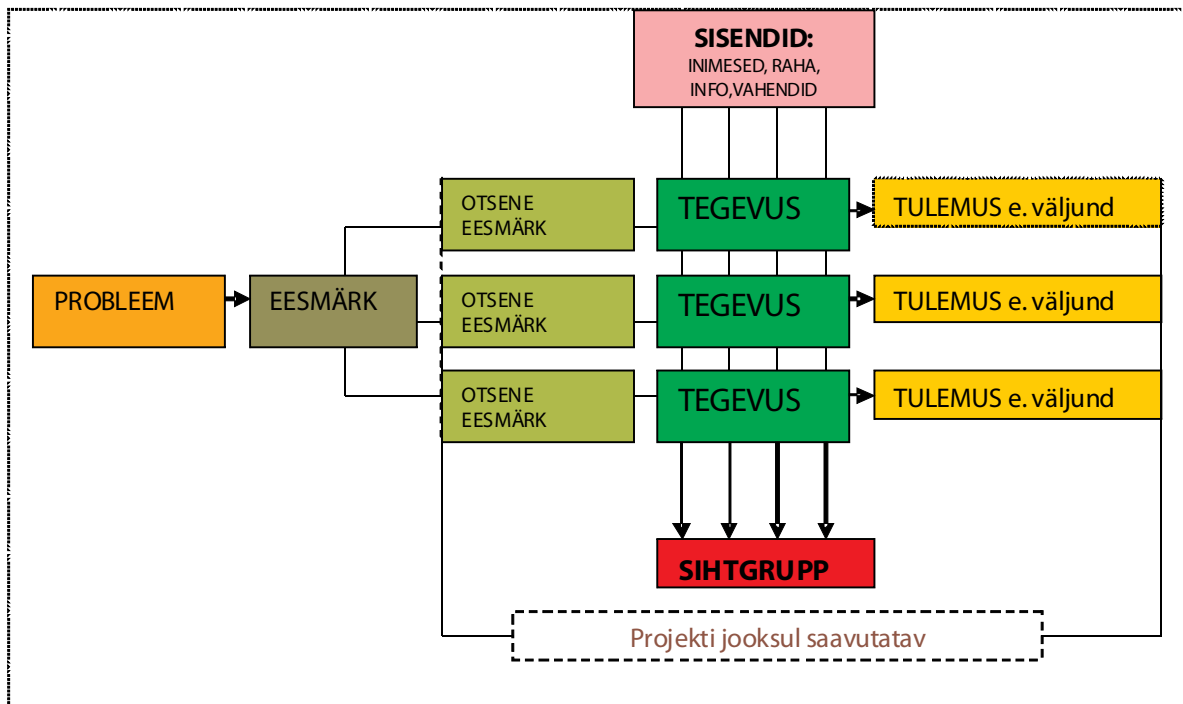 SISENDID:
INIMESED, RAHA,
INFO,VAHENDID
OTSENE
EESMÄRK
TEGEVUS
TULEMUS e. väljund
PROBLEEM
EESMÄRK
OTSENE
EESMÄRK
TEGEVUS
TULEMUS e. väljund
OTSENE
EESMÄRK
TEGEVUS
TULEMUS e. väljund
SIHTGRUPP
Projekti jooksul saavutatav